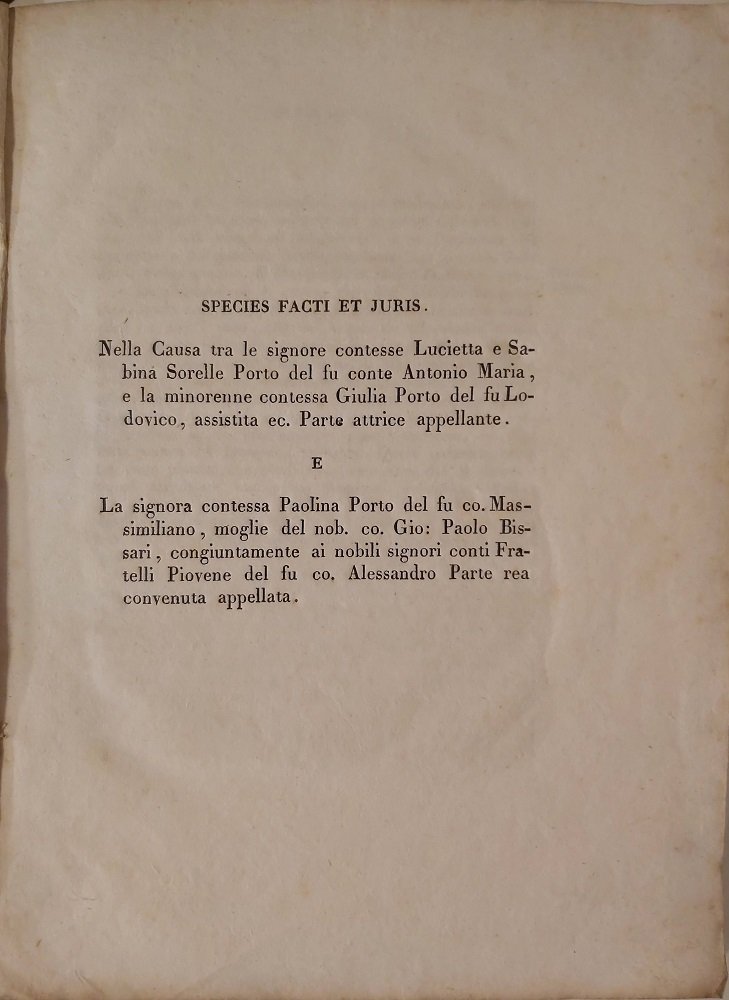 SPECIES FACTI ET JURIS.
Nella Causa tra le signore contesse Lucietta e Sa-
bina Sorelle Porto del fu conte Antonio Maria,
e la minorenne contessa Giulia Porto del fu Lo-
dovico, assistita ec. Parte attrice appellante.
E
La signora contessa Paolina Porto del fu co. Mas-
similiano, moglie del nob. co. Gio: Paolo Bis-
sari, congiuntamente ai nobili signori conti Fra-
telli Piovene del fu co. Alessandro Parte rea
convenuta appellata.